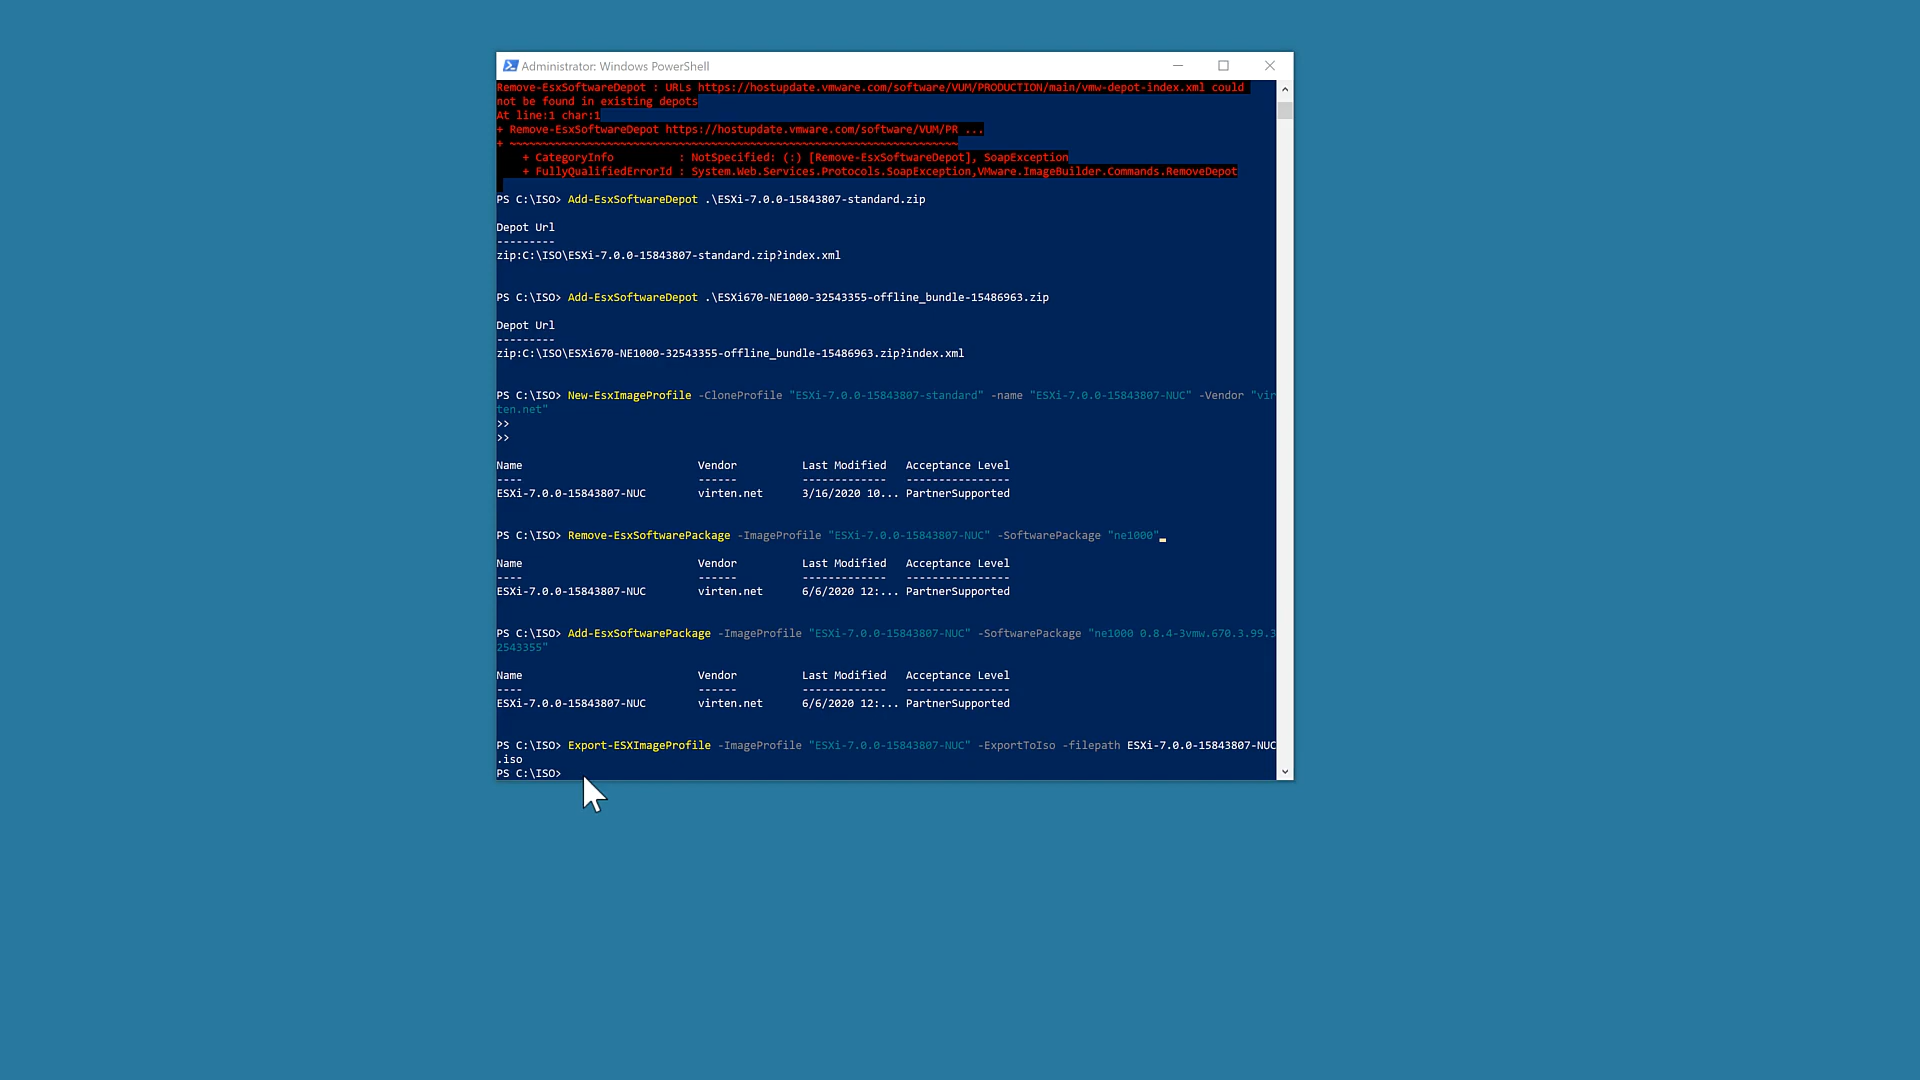 Administrator: Windows PowerShell
Remove-EsxSoftwareDepot : URLs https://hostupdate.vmware.com/software/VUM/PRODUCTION/main/vmw-depot-index.xml could
not be found in existing depots
At line:1 char:1
+ Remove-EsxSoftwareDepot https://hostupdate.vmware.com/software/VUM/PR ...
+ ~~~~~~~~~~~~~~~~~~~~~~~~~~~~~~~~~~~~~~~~~~~~~~~~~~~~~~~~~~~~~~~~~~~~~
+ CategoryInfo : NotSpecified: (:) [Remove-EsxSoftwareDepot], SoapException
+ FullyQualifiedErrorId : System.Web.Services.Protocols.SoapException,VMware.ImageBuilder.Commands.RemoveDepot
PS C:\ISO> Add-EsxSoftwareDepot .\ESXi-7.0.0-15843807-standard.zip
Depot Url
---------
zip:C:\ISO\ESXi-7.0.0-15843807-standard.zip?index.xml
PS C:\ISO> Add-EsxSoftwareDepot .\ESXi670-NE1000-32543355-offline_bundle-15486963.zip
Depot Url
---------
zip:C:\ISO\ESXi670-NE1000-32543355-offline_bundle-15486963.zip?index.xml
PS C:\ISO> New-EsxImageProfile -CloneProfile "ESXi-7.0.0-15843807-standard" -name "ESXi-7.0.0-15843807-NUC" -Vendor "vir
ten.net"
>>
>>
Name Vendor Last Modified Acceptance Level
---- ------ ------------- ----------------
ESXi-7.0.0-15843807-NUC virten.net 3/16/2020 10... PartnerSupported
PS C:\ISO> Remove-EsxSoftwarePackage -ImageProfile "ESXi-7.0.0-15843807-NUC" -SoftwarePackage "ne1000"
Name Vendor Last Modified Acceptance Level
---- ------ ------------- ----------------
ESXi-7.0.0-15843807-NUC virten.net 6/6/2020 12:... PartnerSupported
PS C:\ISO> Add-EsxSoftwarePackage -ImageProfile "ESXi-7.0.0-15843807-NUC" -SoftwarePackage "ne1000 0.8.4-3vmw.670.3.99.3
2543355"
Name Vendor Last Modified Acceptance Level
---- ------ ------------- ----------------
ESXi-7.0.0-15843807-NUC virten.net 6/6/2020 12:... PartnerSupported
PS C:\ISO> Export-ESXImageProfile -ImageProfile "ESXi-7.0.0-15843807-NUC" -ExportToIso -filepath ESXi-7.0.0-15843807-NUC
.iso
PS C:\ISO>